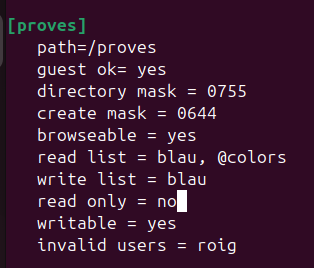 [proves]
path=/proves
guest ok= yes
directory mask = 0755
create mask = 0644
browseable = yes
read list = blau, @colors
write list = blau
read only = no
writable = yes
invalid users = roig